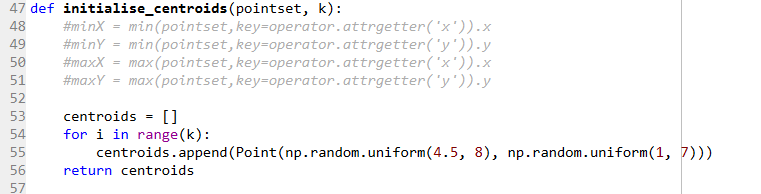 47 def initialise_centroids(pointset, k):
48     #minX = min(pointset,key=operator.attrgetter('x')).x
49     #minY = min(pointset,key=operator.attrgetter('y')).y
50     #maxX = max(pointset,key=operator.attrgetter('x')).x
51     #maxY = max(pointset,key=operator.attrgetter('y')).y
52
53     centroids = []
54     for i in range(k):
55         centroids.append(Point(np.random.uniform(4.5, 8), np.random.uniform(1, 7)))
56     return centroids
57